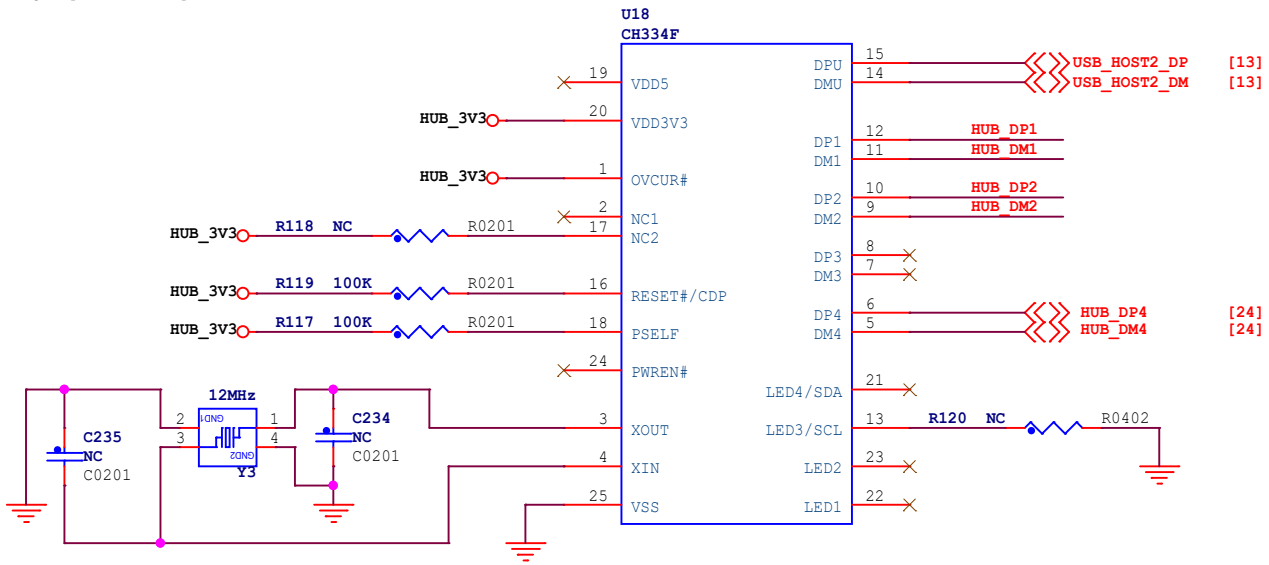 U18
CH334F
19 VDD5
HUB_3V3 20 VDD3V3
HUB_3V3 1 OVCUR#
2 NC1
HUB_3V3 R118 NC R0201 17 NC2
HUB_3V3 R119 100K R0201 16 RESET#/CDP
HUB_3V3 R117 100K R0201 18 PSELF
24 PWREN#
3 XOUT
4 XIN
25 VSS
DPU 15 USB_HOST2_DP [13]
DMU 14 USB_HOST2_DM [13]
DP1 12 HUB_DP1
DM1 11 HUB_DM1
DP2 10 HUB_DP2
DM2 9 HUB_DM2
DP3 8
DM3 7
DP4 6 HUB_DP4 [24]
DM4 5 HUB_DM4 [24]
LED4/SDA 21
LED3/SCL 13 R120 NC R0402
LED2 23
LED1 22
12MHz
2 GND1 1
3 GND2 4
Y3
C235
NC
C0201
C234
NC
C0201